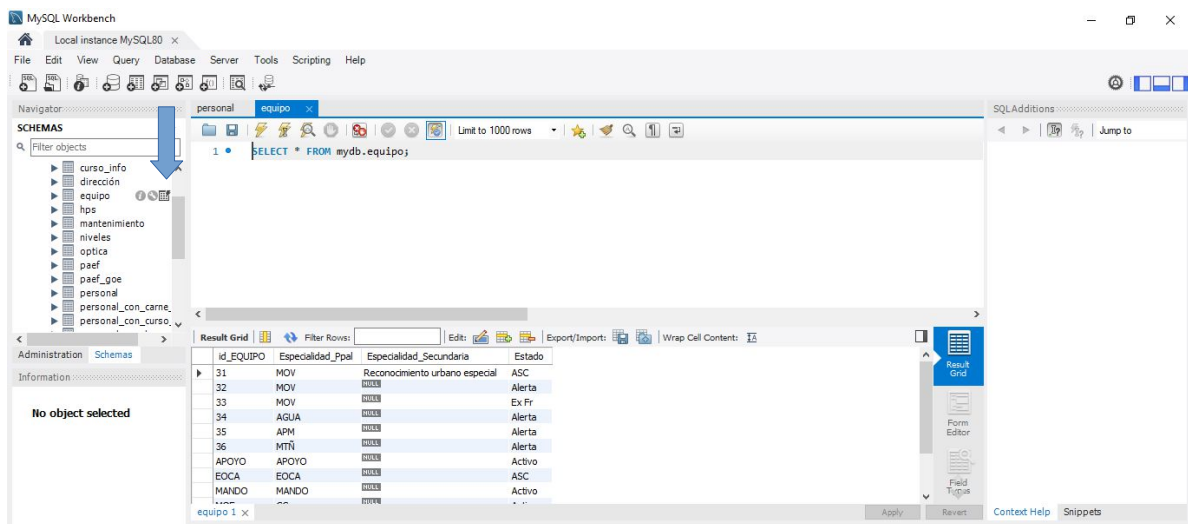 MySQL Workbench
Local instance MySQL80
File Edit View Query Database Server Tools Scripting Help
Navigator
SCHEMAS
Filter objects
curso_info
dirección
equipo
hps
mantenimiento
niveles
optica
paef
paef_goe
personal
personal_con_carne_
personal_con_curso_
Administration Schemas
Information
No object selected
personal equipo
Limit to 1000 rows
1 SELECT * FROM mydb.equipo;
Result Grid Filter Rows: Edit: Export/Import: Wrap Cell Content:
id_EQUIPO Especialidad_Ppal Especialidad_Secundaria Estado
31 MOV Reconocimiento urbano especial ASC
32 MOV NULL Alerta
33 MOV NULL Ex Fr
34 AGUA NULL Alerta
35 APM NULL Alerta
36 MTÑ NULL Alerta
APOYO APOYO NULL Activo
EOCA EOCA NULL ASC
MANDO MANDO NULL Activo
equipo 1
Apply Revert
Result Grid
Form Editor
Field Types
SQLAdditions
Jump to
Context Help Snippets